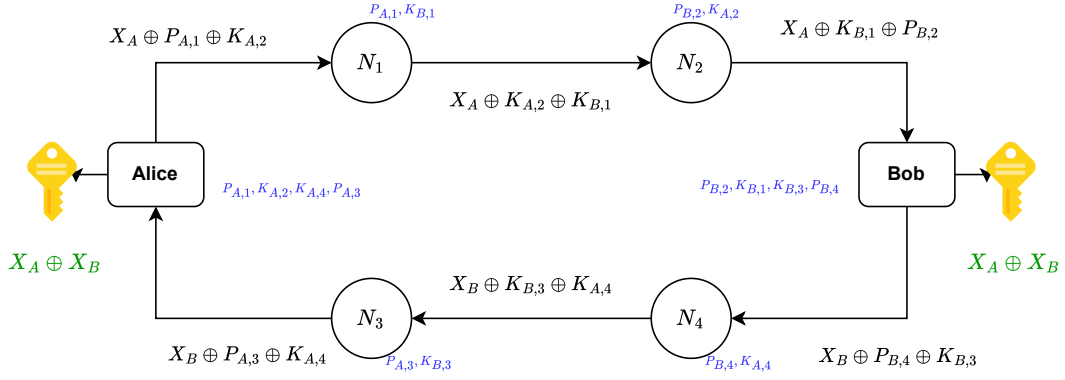 P_{A,1}, K_{B,1}
P_{B,2}, K_{A,2}
X_A ⊕ P_{A,1} ⊕ K_{A,2}
X_A ⊕ K_{B,1} ⊕ P_{B,2}
N_1
N_2
X_A ⊕ K_{A,2} ⊕ K_{B,1}
Alice
Bob
P_{A,1}, K_{A,2}, K_{A,4}, P_{A,3}
P_{B,2}, K_{B,1}, K_{B,3}, P_{B,4}
X_A ⊕ X_B
X_A ⊕ X_B
X_B ⊕ K_{B,3} ⊕ K_{A,4}
N_3
N_4
X_B ⊕ P_{A,3} ⊕ K_{A,4}
X_B ⊕ P_{B,4} ⊕ K_{B,3}
P_{A,3}, K_{B,3}
P_{B,4}, K_{A,4}